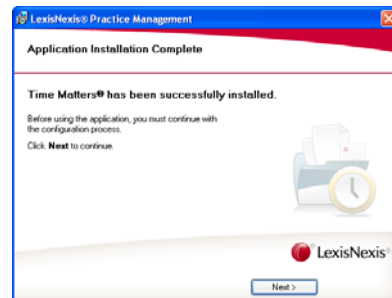 LexisNexis® Practice Management
Application Installation Complete
Time Matters® has been successfully installed.
Before using the application, you must continue with
the configuration process.
Click Next to continue.
LexisNexis®
Next >